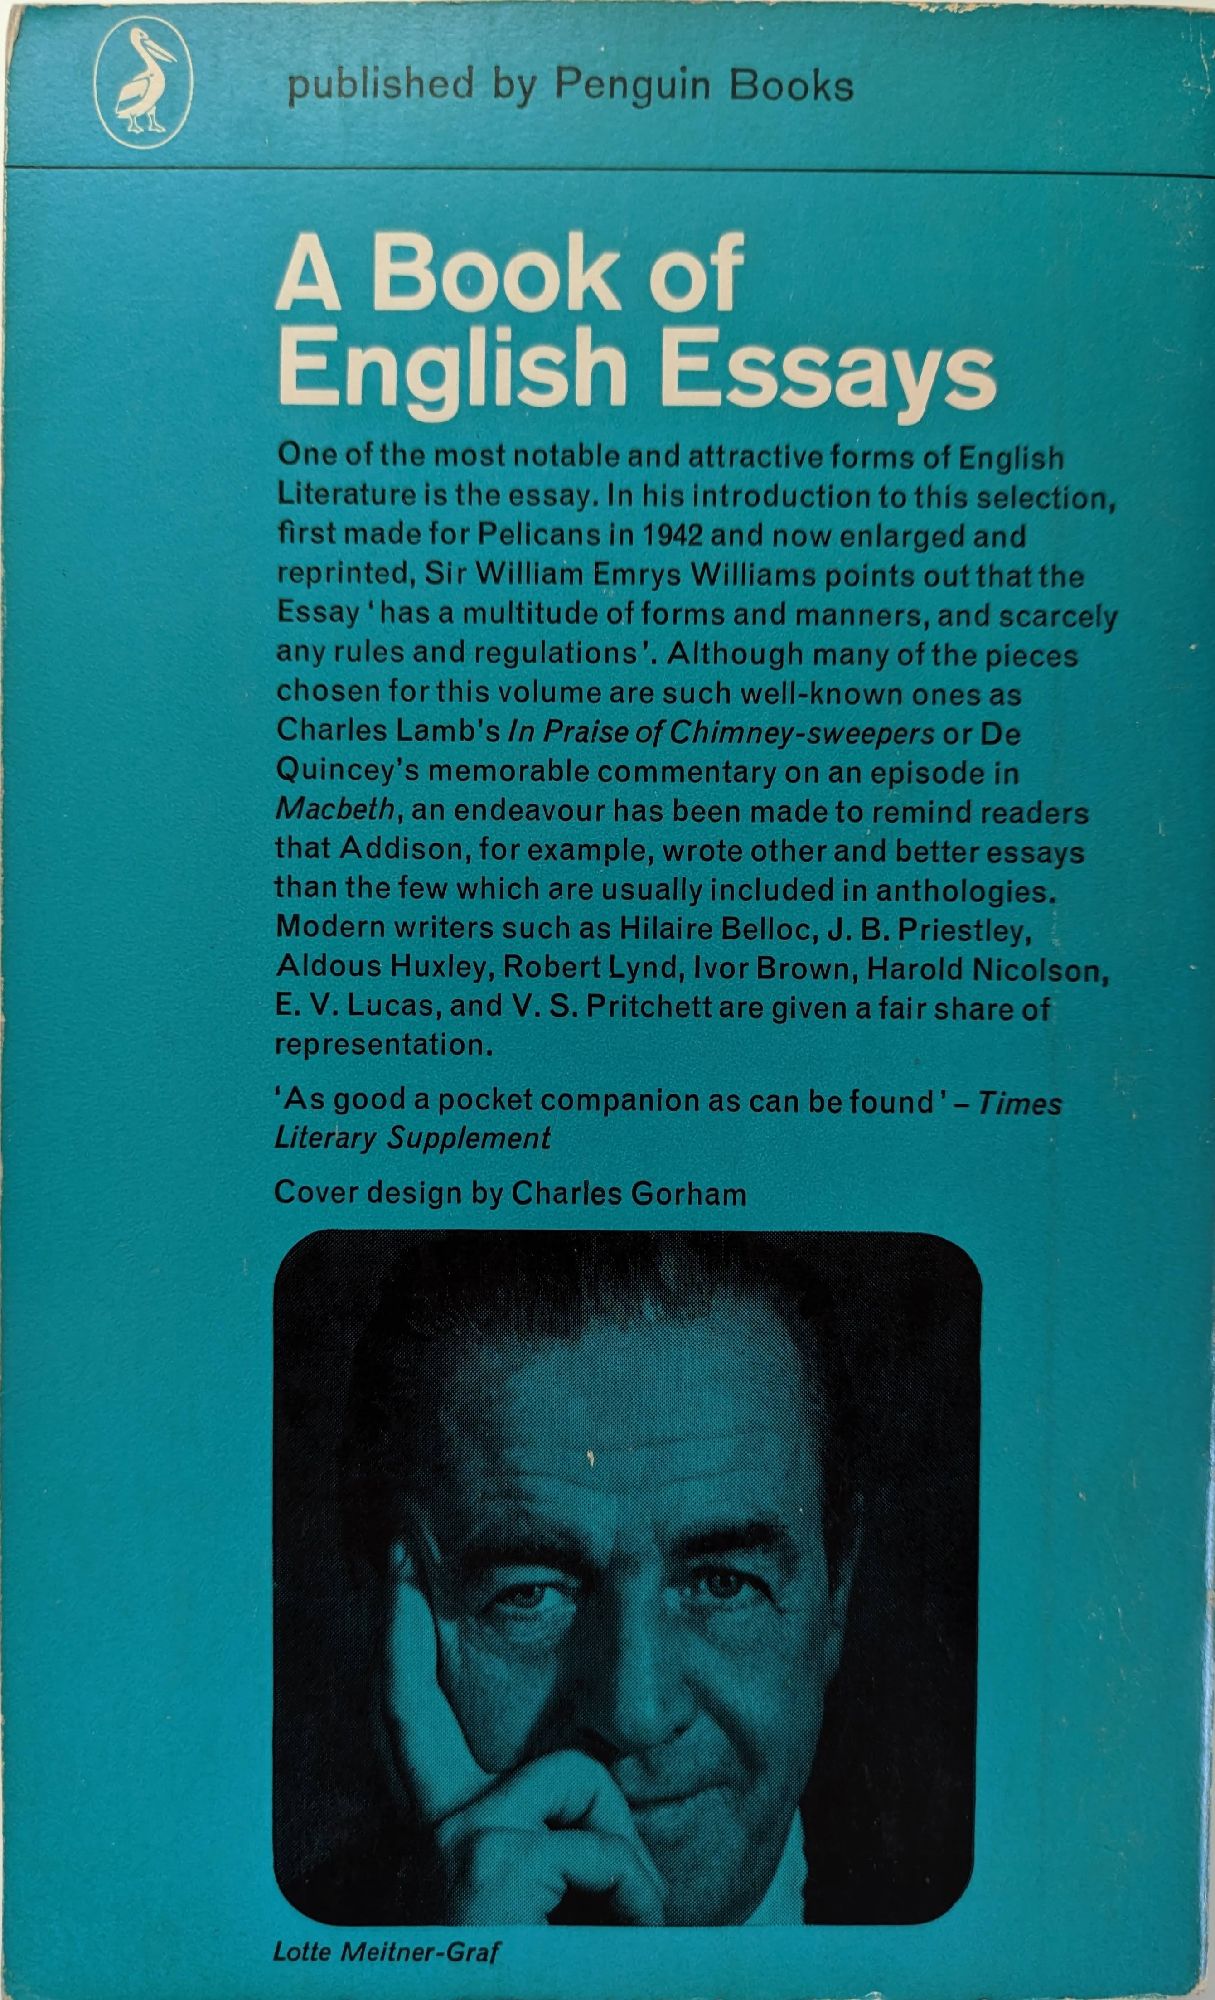 published by Penguin Books
A Book of
English Essays
One of the most notable and attractive forms of English
Literature is the essay. In his introduction to this selection,
first made for Pelicans in 1942 and now enlarged and
reprinted, Sir William Emrys Williams points out that the
Essay ‘has a multitude of forms and manners, and scarcely
any rules and regulations’. Although many of the pieces
chosen for this volume are such well-known ones as
Charles Lamb's In Praise of Chimney-sweepers or De
Quincey's memorable commentary on an episode in
Macbeth, an endeavour has been made to remind readers
that Addison, for example, wrote other and better essays
than the few which are usually included in anthologies.
Modern writers such as Hilaire Belloc, J. B. Priestley,
Aldous Huxley, Robert Lynd, Ivor Brown, Harold Nicolson,
E. V. Lucas, and V. S. Pritchett are given a fair share of
representation.
‘As good a pocket companion as can be found’ – Times
Literary Supplement
Cover design by Charles Gorham
Lotte Meitner-Graf